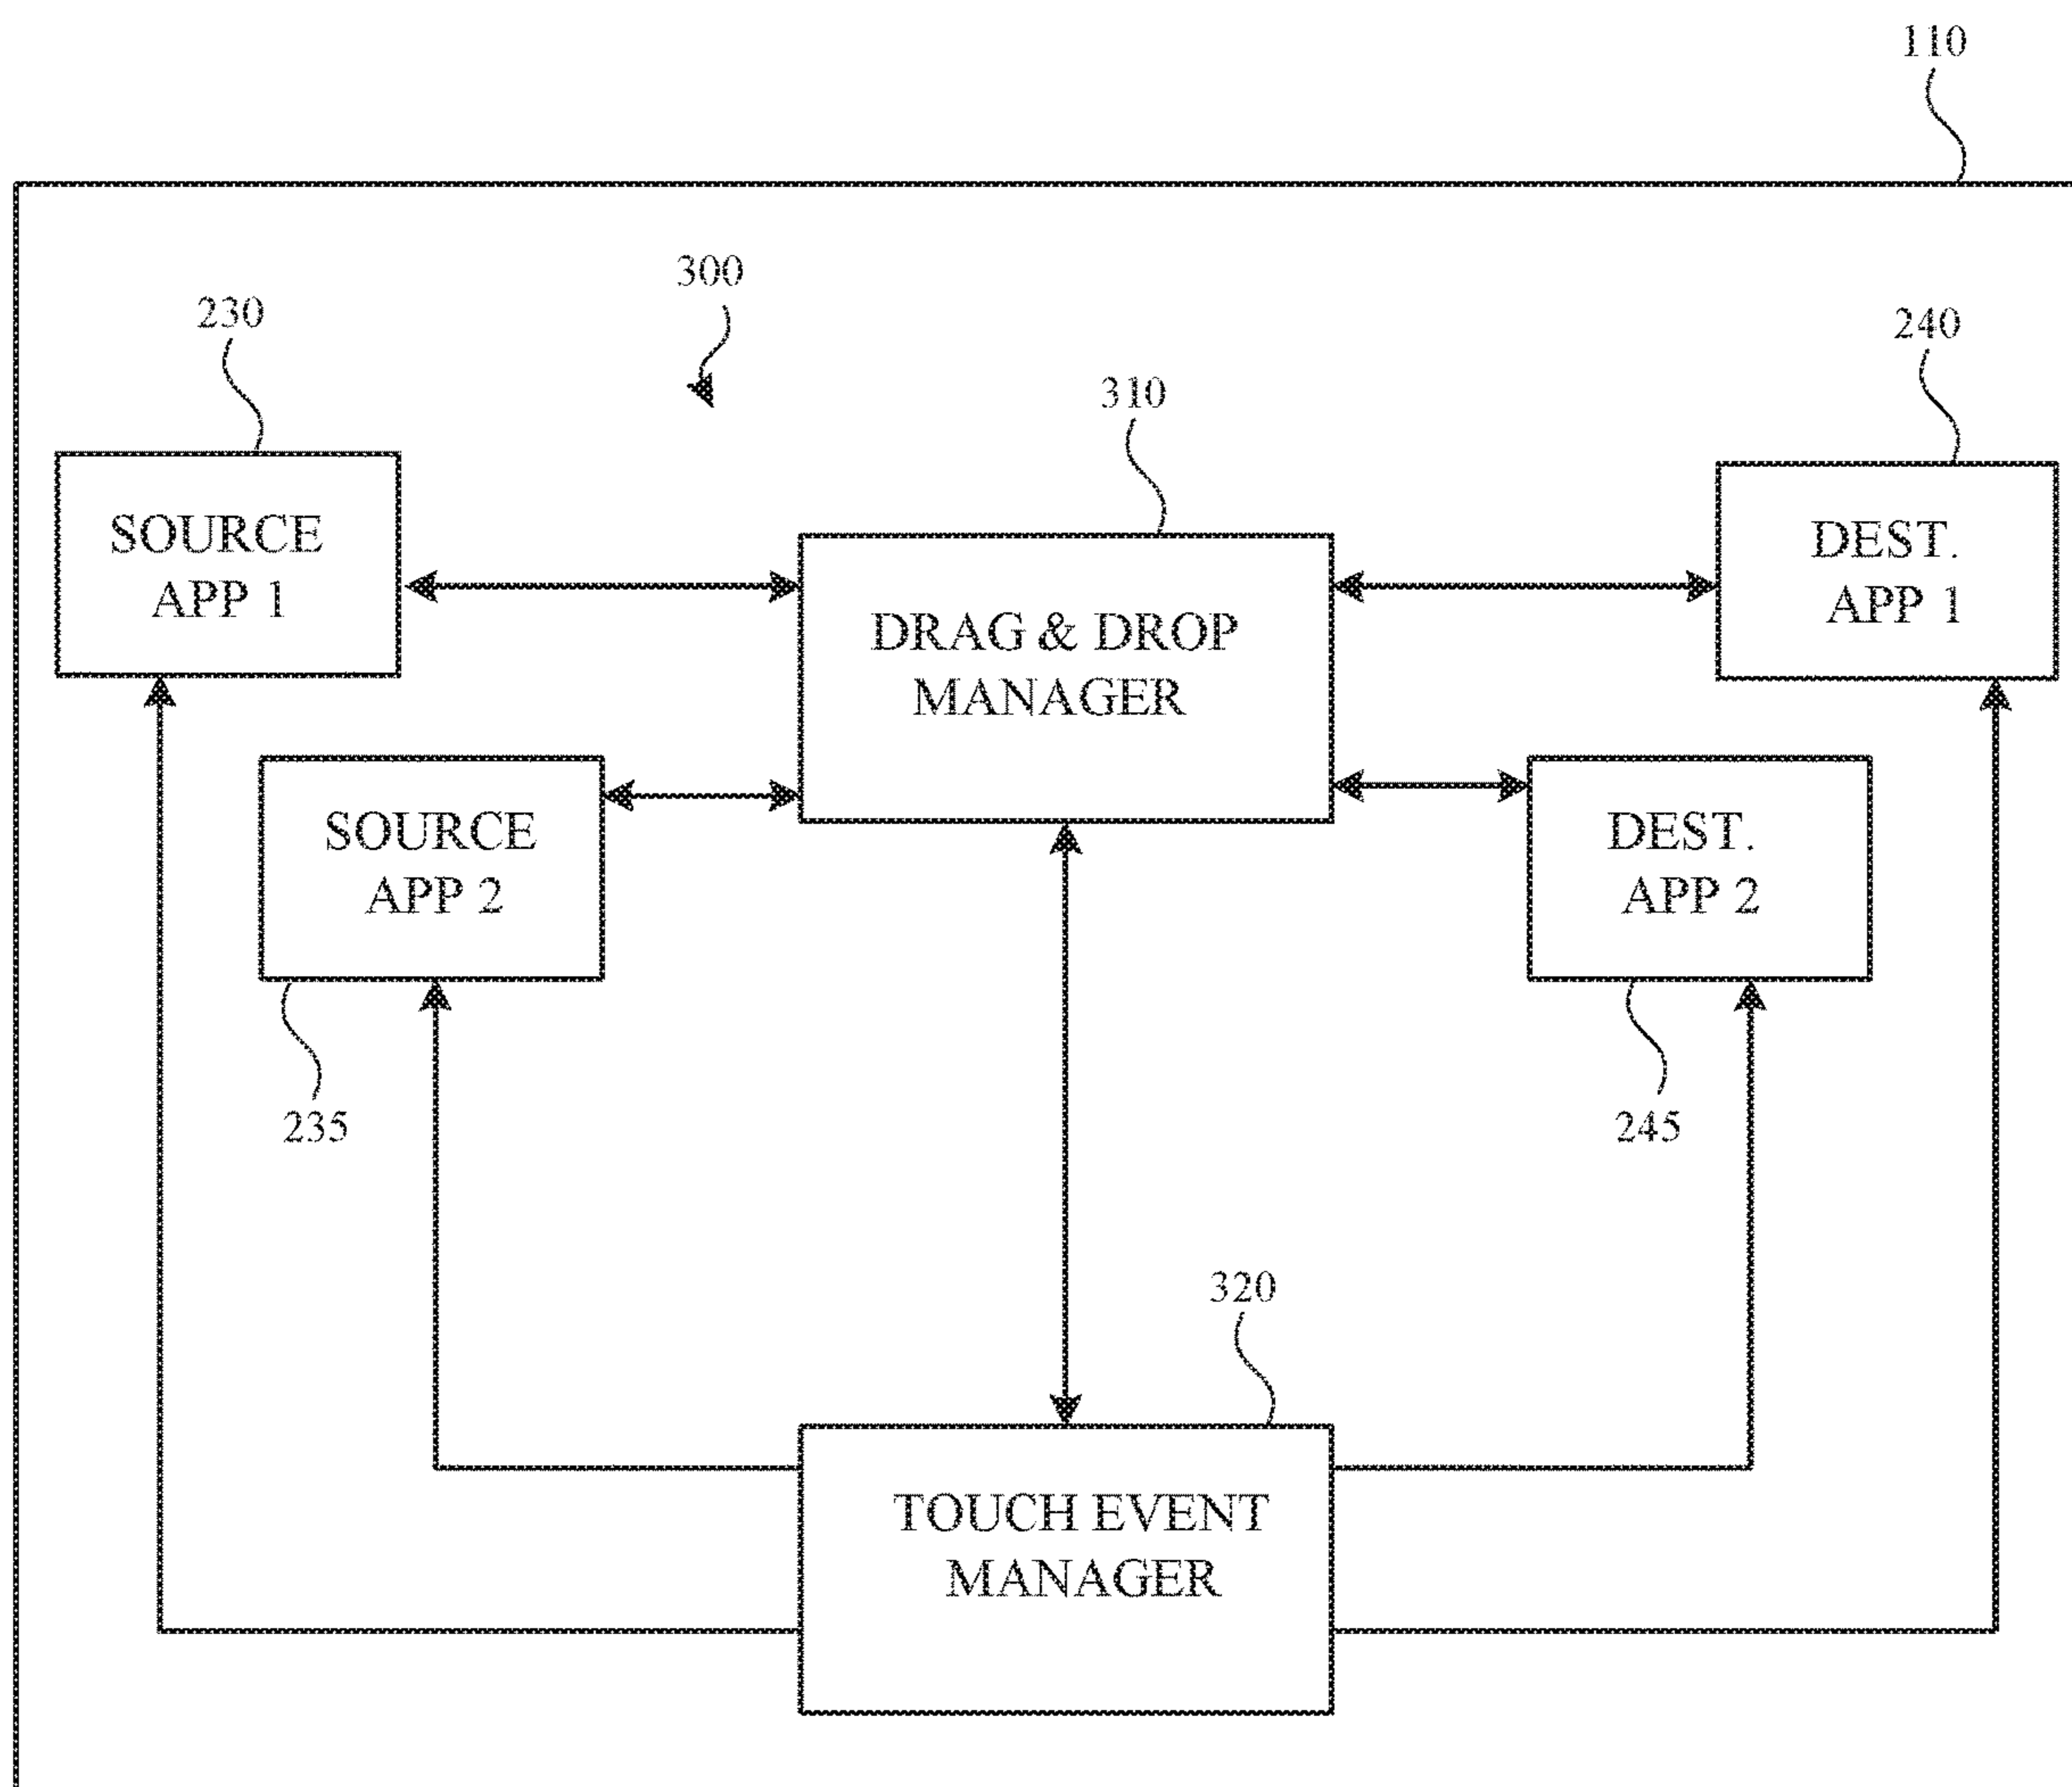 110
300
230
240
310
SOURCE
APP 1
DEST.
APP 1
DRAG & DROP
MANAGER
SOURCE
APP 2
DEST.
APP 2
235
245
320
TOUCH EVENT
MANAGER